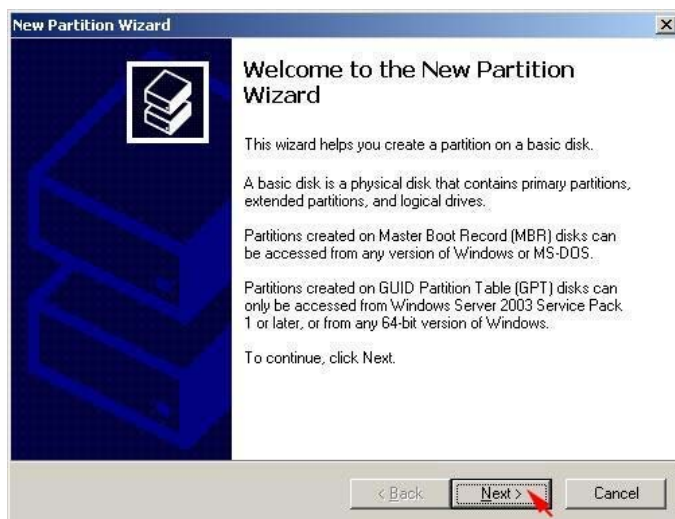 New Partition Wizard
Welcome to the New Partition
Wizard
This wizard helps you create a partition on a basic disk.
A basic disk is a physical disk that contains primary partitions,
extended partitions, and logical drives.
Partitions created on Master Boot Record (MBR) disks can
be accessed from any version of Windows or MS-DOS.
Partitions created on GUID Partition Table (GPT) disks can
only be accessed from Windows Server 2003 Service Pack
1 or later, or from any 64-bit version of Windows.
To continue, click Next.
< Back
Next >
Cancel